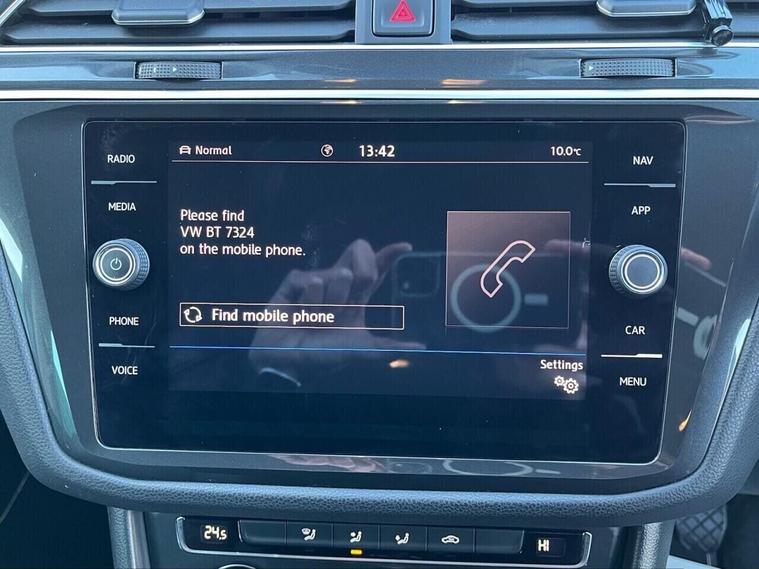 RADIO
Normal
13:42
10.0°C
NAV
MEDIA
APP
Please find
VW BT 7324
on the mobile phone.
Find mobile phone
PHONE
CAR
Settings
VOICE
MENU
24.5
HI